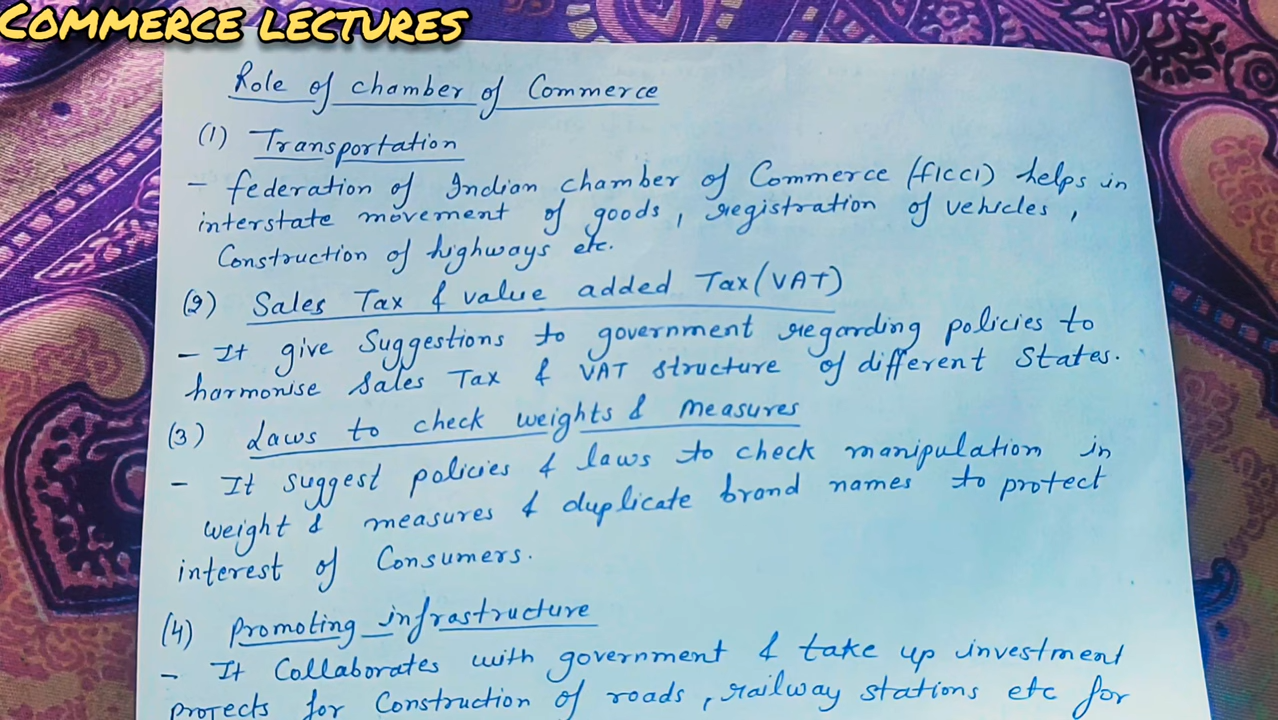 COMMERCE LECTURES
Role of chamber of Commerce
(1) Transportation
- federation of Indian chamber of Commerce (FICCI) helps in
interstate movement of goods, registration of vehicles,
Construction of highways etc.
(2) Sales Tax & value added Tax (VAT)
- It give Suggestions to government regarding policies to
harmonise Sales Tax & VAT structure of different States.
(3) Laws to check weights & Measures
- It suggest policies & laws to check manipulation in
weight & measures & duplicate brand names to protect
interest of Consumers.
(4) Promoting infrastructure
- It Collaborates with government & take up investment
projects for Construction of roads, railway stations etc for